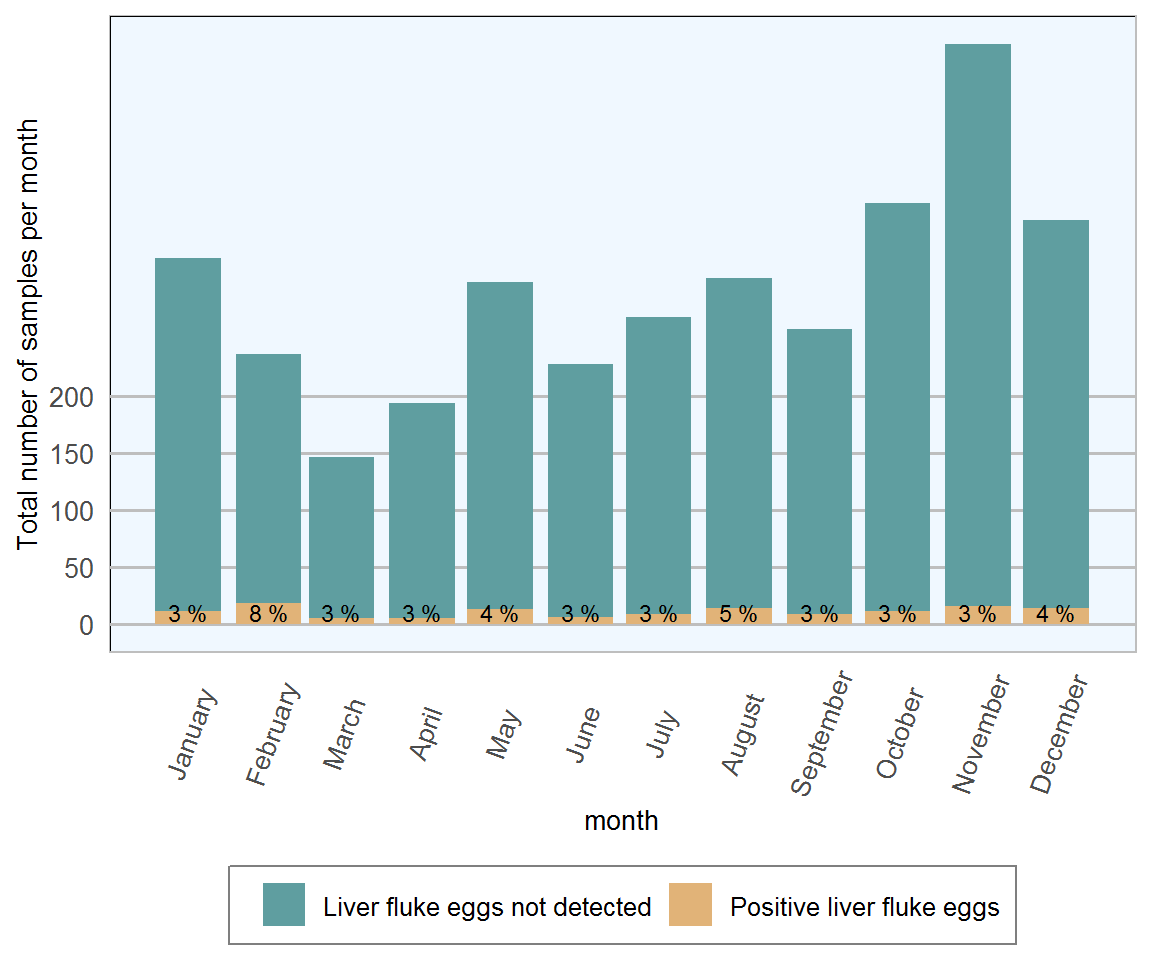 Total number of samples per month
200
150
100
50
0
3 %
8 %
3 %
3 %
4 %
3 %
3 %
5 %
3 %
3 %
3 %
4 %
January
February
March
April
May
June
July
August
September
October
November
December
month
Liver fluke eggs not detected
Positive liver fluke eggs